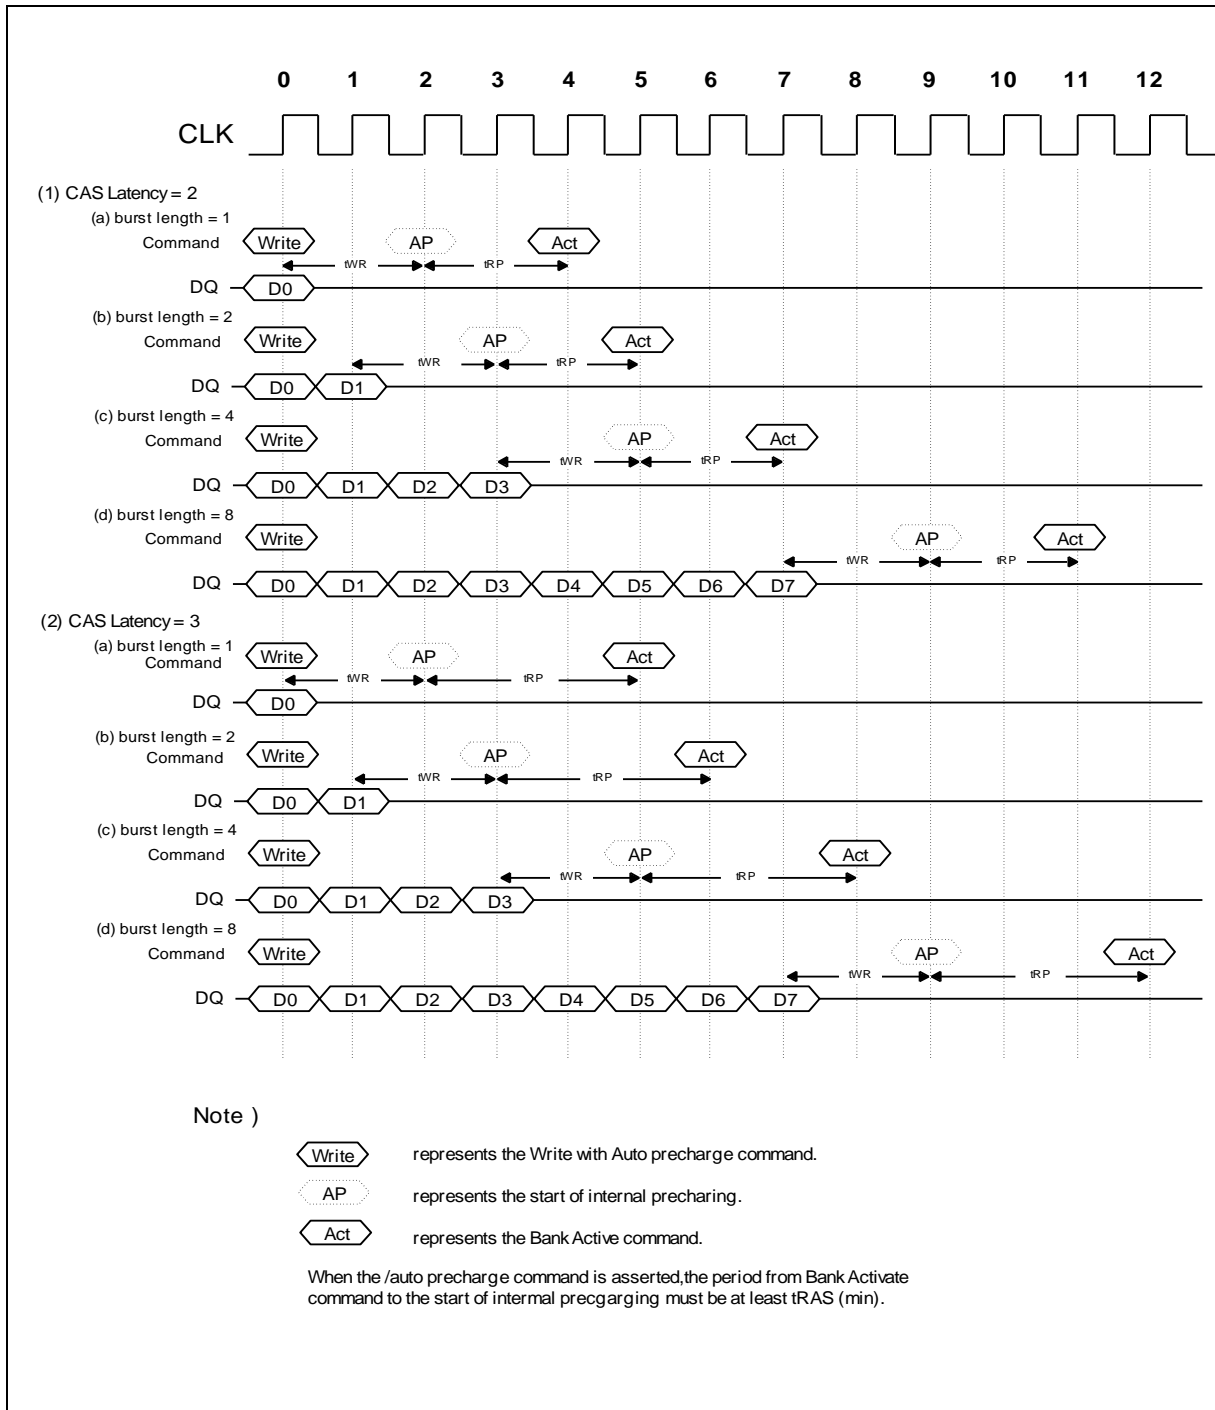 0 1 2 3 4 5 6 7 8 9 10 11 12
CLK
(1) CAS Latency = 2
(a) burst length = 1
Command Write AP Act
tWR tRP
DQ D0
(b) burst length = 2
Command Write AP Act
tWR tRP
DQ D0 D1
(c) burst length = 4
Command Write AP Act
tWR tRP
DQ D0 D1 D2 D3
(d) burst length = 8
Command Write AP Act
tWR tRP
DQ D0 D1 D2 D3 D4 D5 D6 D7
(2) CAS Latency = 3
(a) burst length = 1
Command Write AP Act
tWR tRP
DQ D0
(b) burst length = 2
Command Write AP Act
tWR tRP
DQ D0 D1
(c) burst length = 4
Command Write AP Act
tWR tRP
DQ D0 D1 D2 D3
(d) burst length = 8
Command Write AP Act
tWR tRP
DQ D0 D1 D2 D3 D4 D5 D6 D7
Note )
Write represents the Write with Auto precharge command.
AP represents the start of internal precharing.
Act represents the Bank Active command.
When the /auto precharge command is asserted,the period from Bank Activate
command to the start of intermal precgarging must be at least tRAS (min).